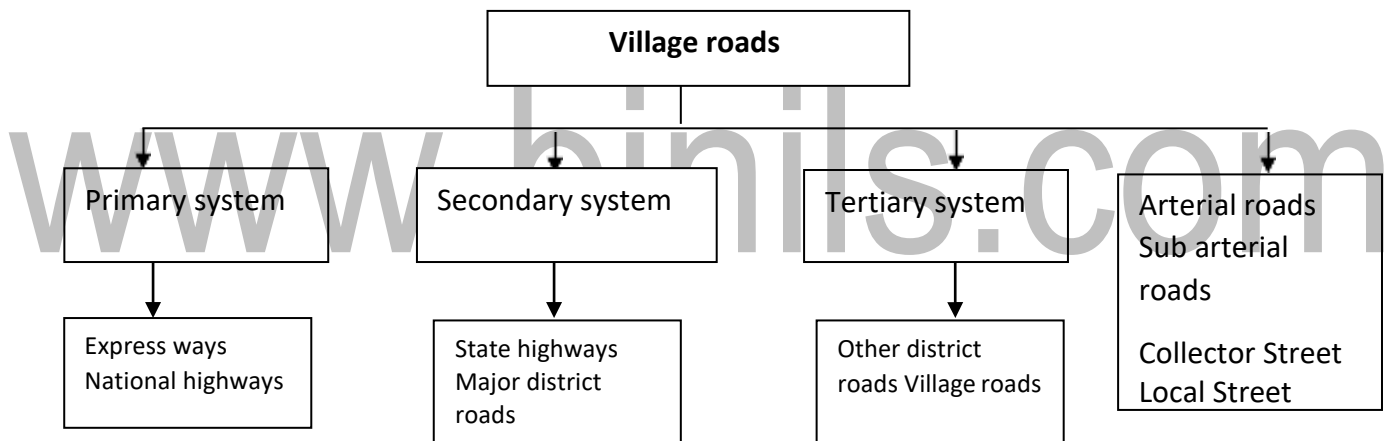 Village roads
www.binils.com
Primary system
Secondary system
Tertiary system
Arterial roads
Sub arterial
roads
Collector Street
Local Street
Express ways
National highways
State highways
Major district
roads
Other district
roads Village roads